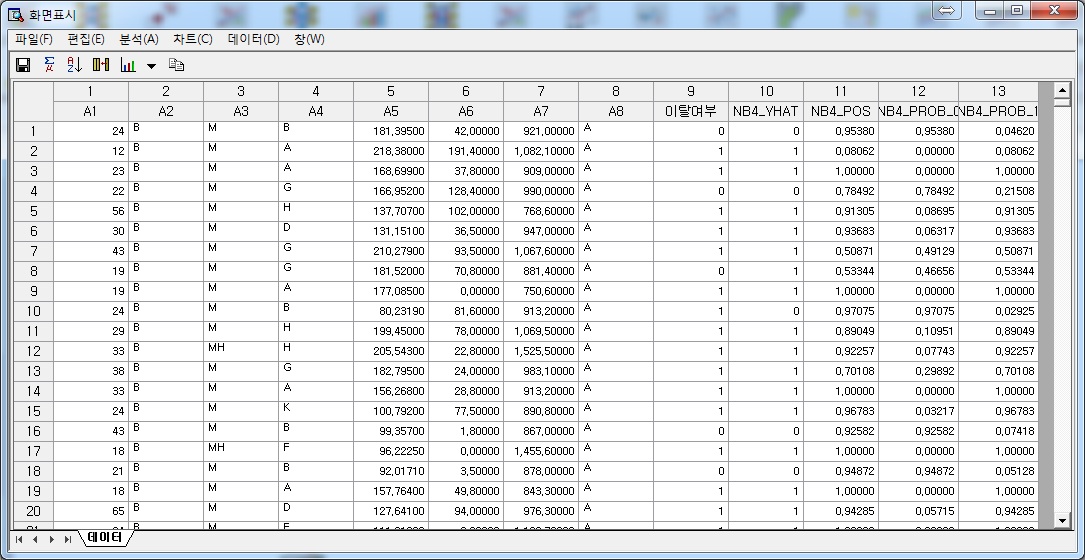 화면표시
파일(F) 편집(E) 분석(A) 차트(C) 데이터(D) 창(W)
1 2 3 4 5 6 7 8 9 10 11 12 13
A1 A2 A3 A4 A5 A6 A7 A8 이탈여부 NB4_YHAT NB4_POS NB4_PROB_0 NB4_PROB_1
1 24 B M B 181,39500 42,00000 921,00000 A 0 0 0,95380 0,95380 0,04620
2 12 B M A 218,38000 191,40000 1,082,10000 A 1 1 0,08062 0,00000 0,08062
3 23 B M A 168,69900 37,80000 909,00000 A 1 1 1,00000 0,00000 1,00000
4 22 B M G 166,95200 128,40000 990,00000 A 0 0 0,78492 0,78492 0,21508
5 56 B M H 137,70700 102,00000 768,60000 A 1 1 0,91305 0,08695 0,91305
6 30 B M D 131,15100 36,50000 947,00000 A 1 1 0,93683 0,06317 0,93683
7 43 B M G 210,27900 93,50000 1,067,60000 A 1 1 0,50871 0,49129 0,50871
8 19 B M G 181,52000 70,80000 881,40000 A 0 1 0,53344 0,46656 0,53344
9 19 B M A 177,08500 0,00000 750,60000 A 1 1 1,00000 0,00000 1,00000
10 24 B M B 80,23190 81,60000 913,20000 A 1 0 0,97075 0,97075 0,02925
11 29 B M H 199,45000 78,00000 1,069,50000 A 1 1 0,89049 0,10951 0,89049
12 33 B MH H 205,54300 22,80000 1,525,50000 A 1 1 0,92257 0,07743 0,92257
13 38 B M G 182,79500 24,00000 983,10000 A 1 1 0,70108 0,29892 0,70108
14 33 B M A 156,26800 28,80000 913,20000 A 1 1 1,00000 0,00000 1,00000
15 24 B M K 100,79200 77,50000 890,80000 A 1 1 0,96783 0,03217 0,96783
16 43 B M B 99,35700 1,80000 867,00000 A 0 0 0,92582 0,92582 0,07418
17 18 B MH F 96,22250 0,00000 1,455,60000 A 1 1 1,00000 0,00000 1,00000
18 21 B M B 92,01710 3,50000 878,00000 A 0 0 0,94872 0,94872 0,05128
19 18 B M A 157,76400 49,80000 843,30000 A 1 1 1,00000 0,00000 1,00000
20 65 B M D 127,64100 94,00000 976,30000 A 1 1 0,94285 0,05715 0,94285
데이터